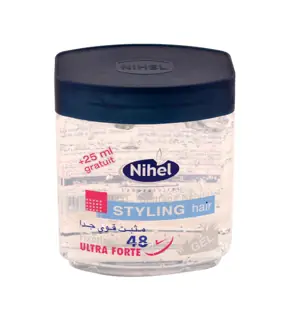 NIHEL
+25 ml
gratuit
Nihel
STYLING hair
مثبت قوي جدا
48
ULTRA FORTE
GEL